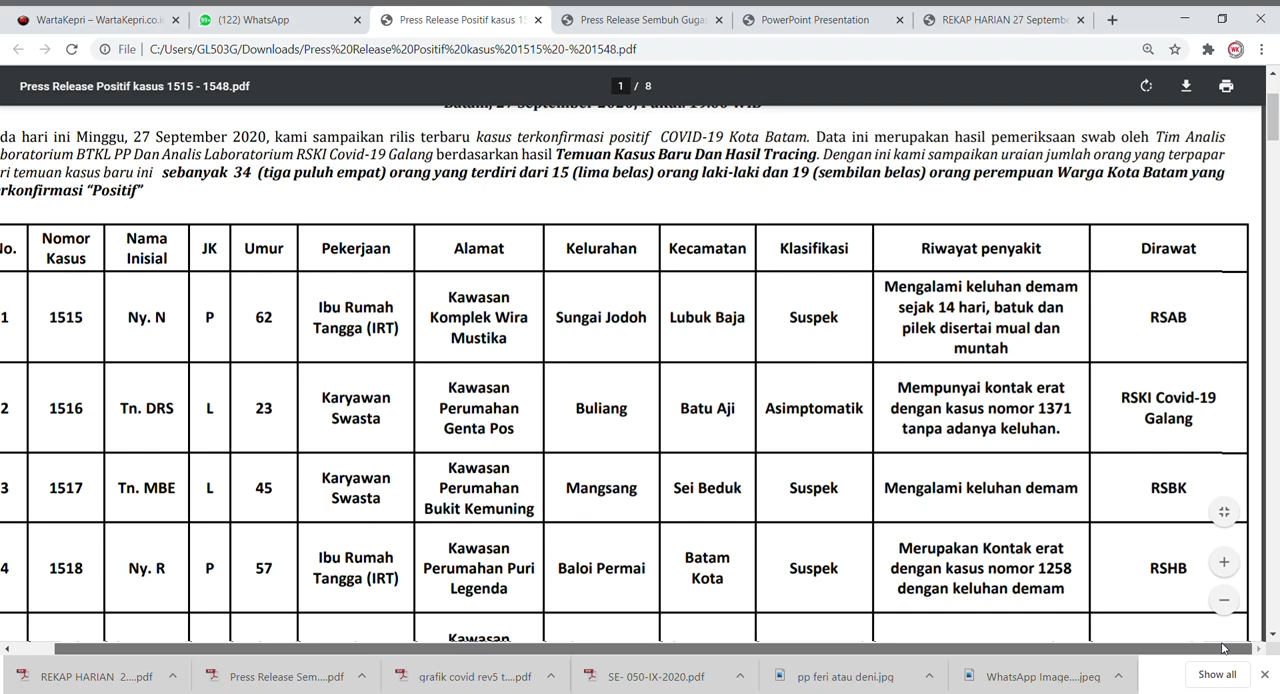 WartaKepri – WartaKepri.co.i
(122) WhatsApp
Press Release Positif kasus 15
Press Release Sembuh Guga
PowerPoint Presentation
REKAP HARIAN 27 Septemb
File | C:/Users/GL503G/Downloads/Press%20Release%20Positif%20kasus%201515%20-%201548.pdf
Press Release Positif kasus 1515 - 1548.pdf
1 / 8
Batam, 27 September 2020, Pukul: 19.00 WIB
da hari ini Minggu, 27 September 2020, kami sampaikan rilis terbaru kasus terkonfirmasi positif COVID-19 Kota Batam. Data ini merupakan hasil pemeriksaan swab oleh Tim Analis
boratorium BTKL PP Dan Analis Laboratorium RSKI Covid-19 Galang berdasarkan hasil Temuan Kasus Baru Dan Hasil Tracing. Dengan ini kami sampaikan uraian jumlah orang yang terpapar
ri temuan kasus baru ini sebanyak 34 (tiga puluh empat) orang yang terdiri dari 15 (lima belas) orang laki-laki dan 19 (sembilan belas) orang perempuan Warga Kota Batam yang
rkonfirmasi “Positif”
No. Nomor Kasus Nama Inisial JK Umur Pekerjaan Alamat Kelurahan Kecamatan Klasifikasi Riwayat penyakit Dirawat
1 1515 Ny. N P 62 Ibu Rumah Tangga (IRT) Kawasan Komplek Wira Mustika Sungai Jodoh Lubuk Baja Suspek Mengalami keluhan demam sejak 14 hari, batuk dan pilek disertai mual dan muntah RSAB
2 1516 Tn. DRS L 23 Karyawan Swasta Kawasan Perumahan Genta Pos Buliang Batu Aji Asimptomatik Mempunyai kontak erat dengan kasus nomor 1371 tanpa adanya keluhan. RSKI Covid-19 Galang
3 1517 Tn. MBE L 45 Karyawan Swasta Kawasan Perumahan Bukit Kemuning Mangsang Sei Beduk Suspek Mengalami keluhan demam RSBK
4 1518 Ny. R P 57 Ibu Rumah Tangga (IRT) Kawasan Perumahan Puri Legenda Baloi Permai Batam Kota Suspek Merupakan Kontak erat dengan kasus nomor 1258 dengan keluhan demam RSHB
Kawasan
REKAP HARIAN 2....pdf
Press Release Sem....pdf
grafik covid rev5 t....pdf
SE- 050-IX-2020.pdf
pp feri atau deni.jpg
WhatsApp Image....jpeg
Show all